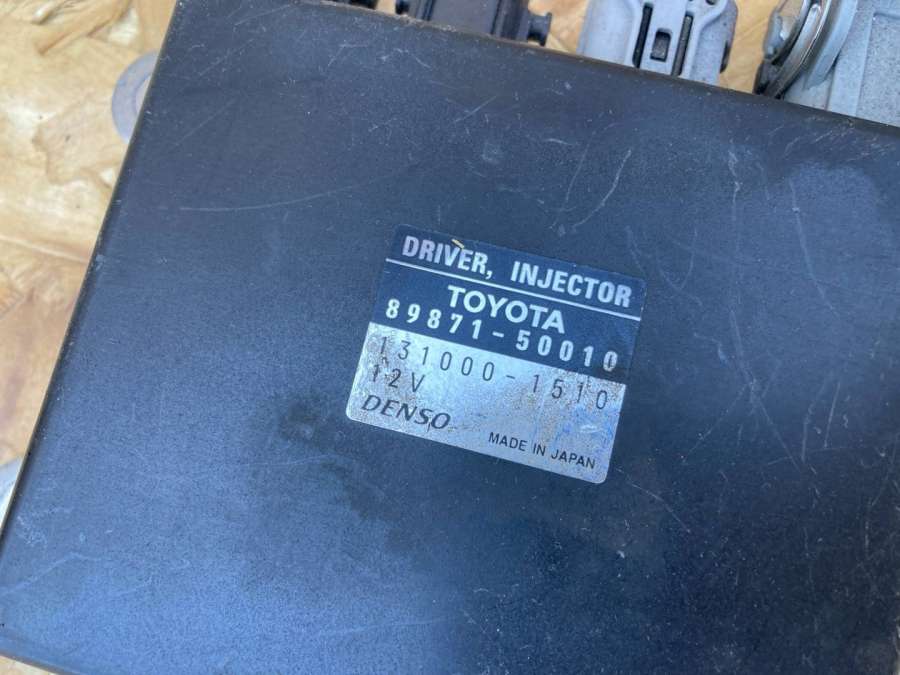 DRIVER, INJECTOR
TOYOTA
89871-50010
131000-1510
12V
DENSO
MADE IN JAPAN